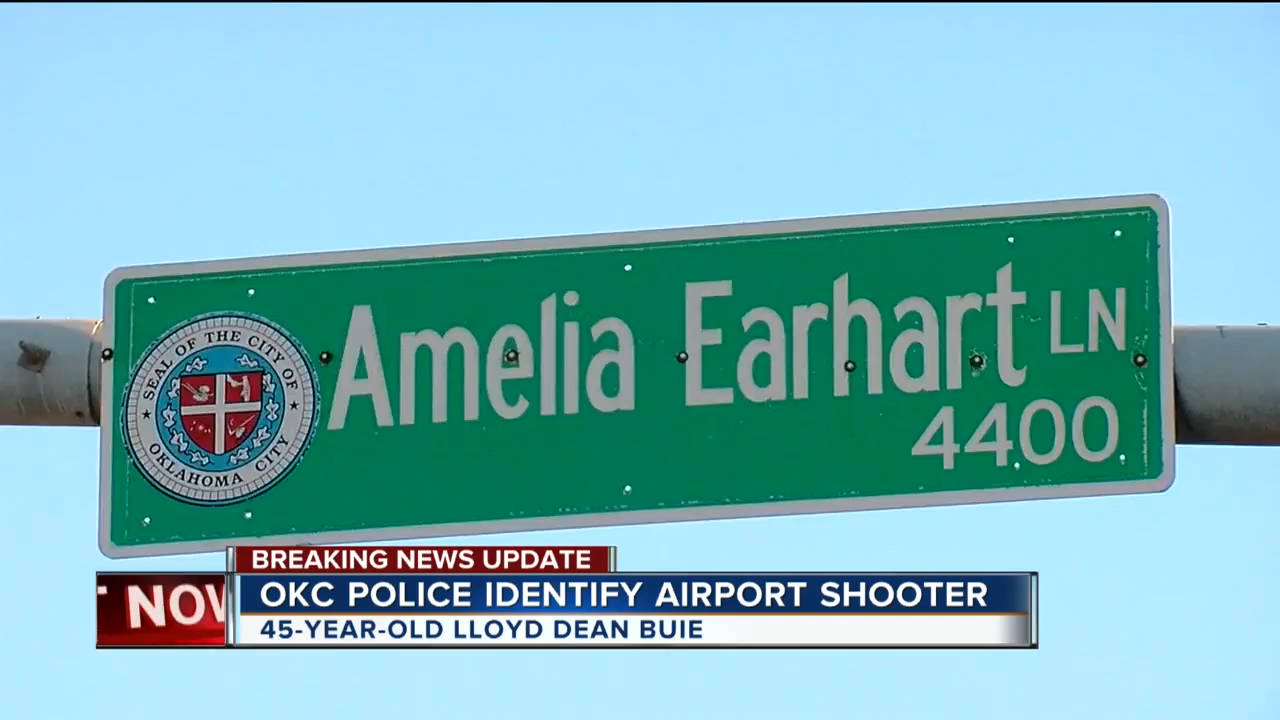 SEAL OF THE CITY OF
OKLAHOMA CITY
Amelia Earhart LN
4400
BREAKING NEWS UPDATE
NOW
OKC POLICE IDENTIFY AIRPORT SHOOTER
45-YEAR-OLD LLOYD DEAN BUIE